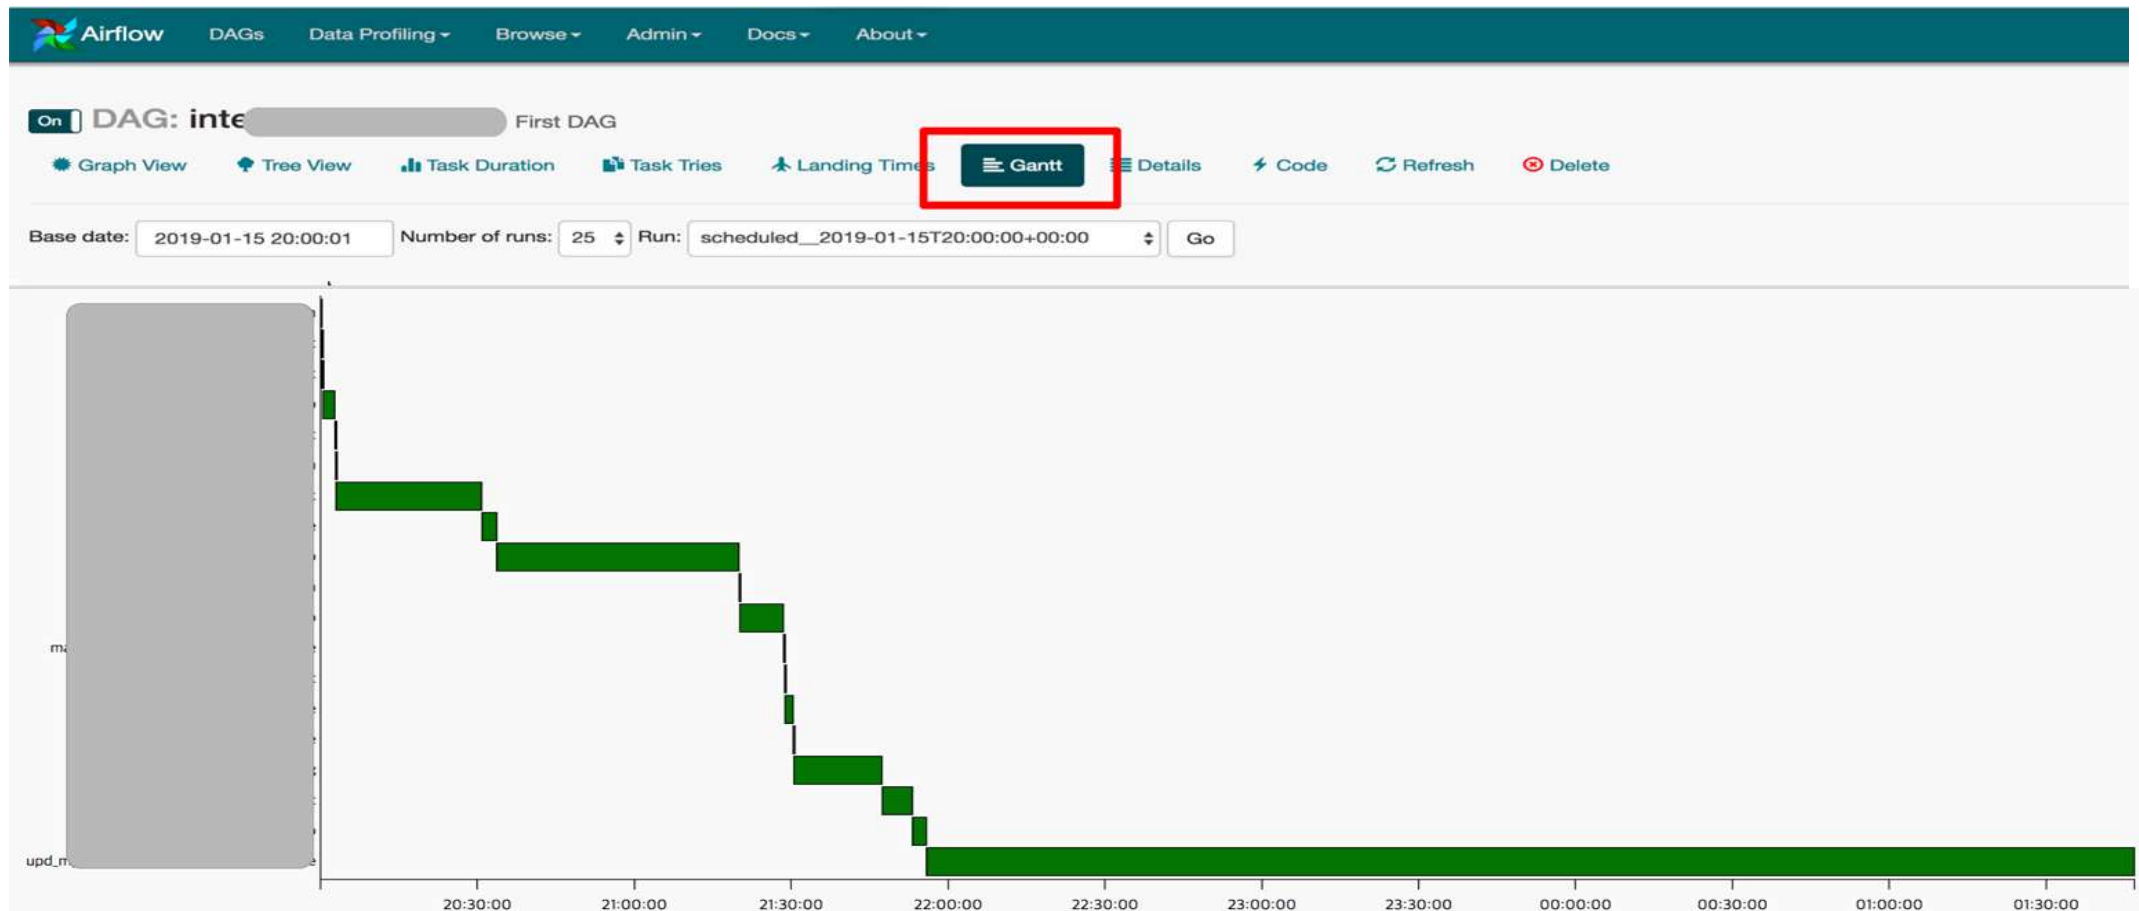 Airflow DAGs Data Profiling Browse Admin Docs About
On DAG: inte First DAG
Graph View Tree View Task Duration Task Tries Landing Times Gantt Details Code Refresh Delete
Base date: 2019-01-15 20:00:01 Number of runs: 25 Run: scheduled__2019-01-15T20:00:00+00:00 Go
upd_m
20:30:00 21:00:00 21:30:00 22:00:00 22:30:00 23:00:00 23:30:00 00:00:00 00:30:00 01:00:00 01:30:00